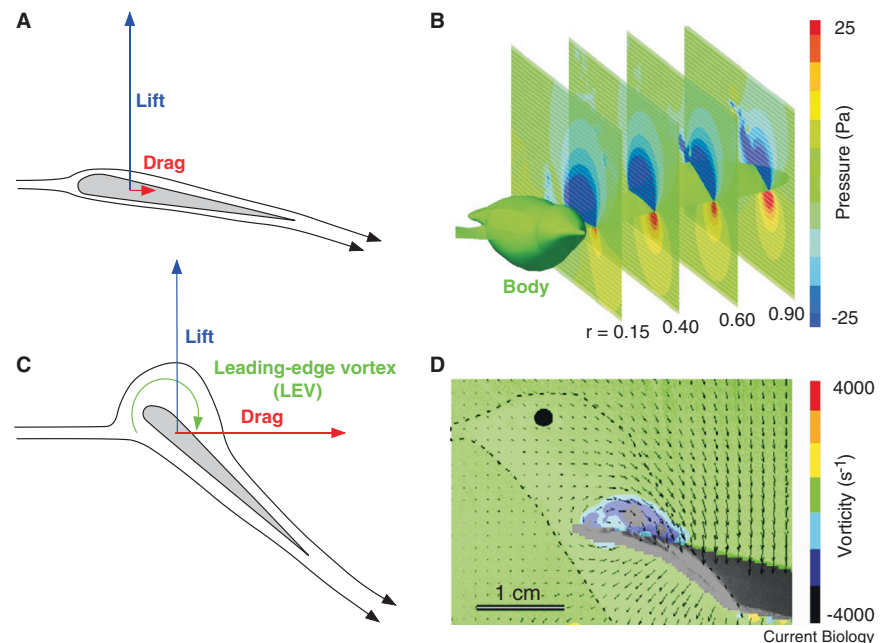 A
Lift
Drag
B
25
Pressure (Pa)
-25
Body
r = 0.15
0.40
0.60
0.90
C
Lift
Leading-edge vortex
(LEV)
Drag
D
4000
Vorticity (s-1)
-4000
1 cm
Current Biology